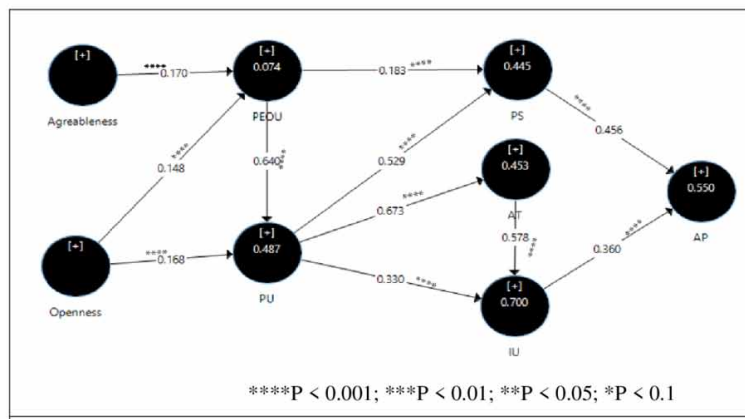 [+]
0.074
[+]
0.445
**** 0.170
0.183 ****
Agreableness
PEOU
PS
****
0.456
****
0.148
0.640 ****
0.529 ****
[+]
0.453
[+]
0.550
0.673 ****
AT
AP
[+]
[+]
0.487
**** 0.168
0.578 ****
0.360 ****
0.330 ****
Openness
PU
[+]
0.700
IU
****P < 0.001; ***P < 0.01; **P < 0.05; *P < 0.1